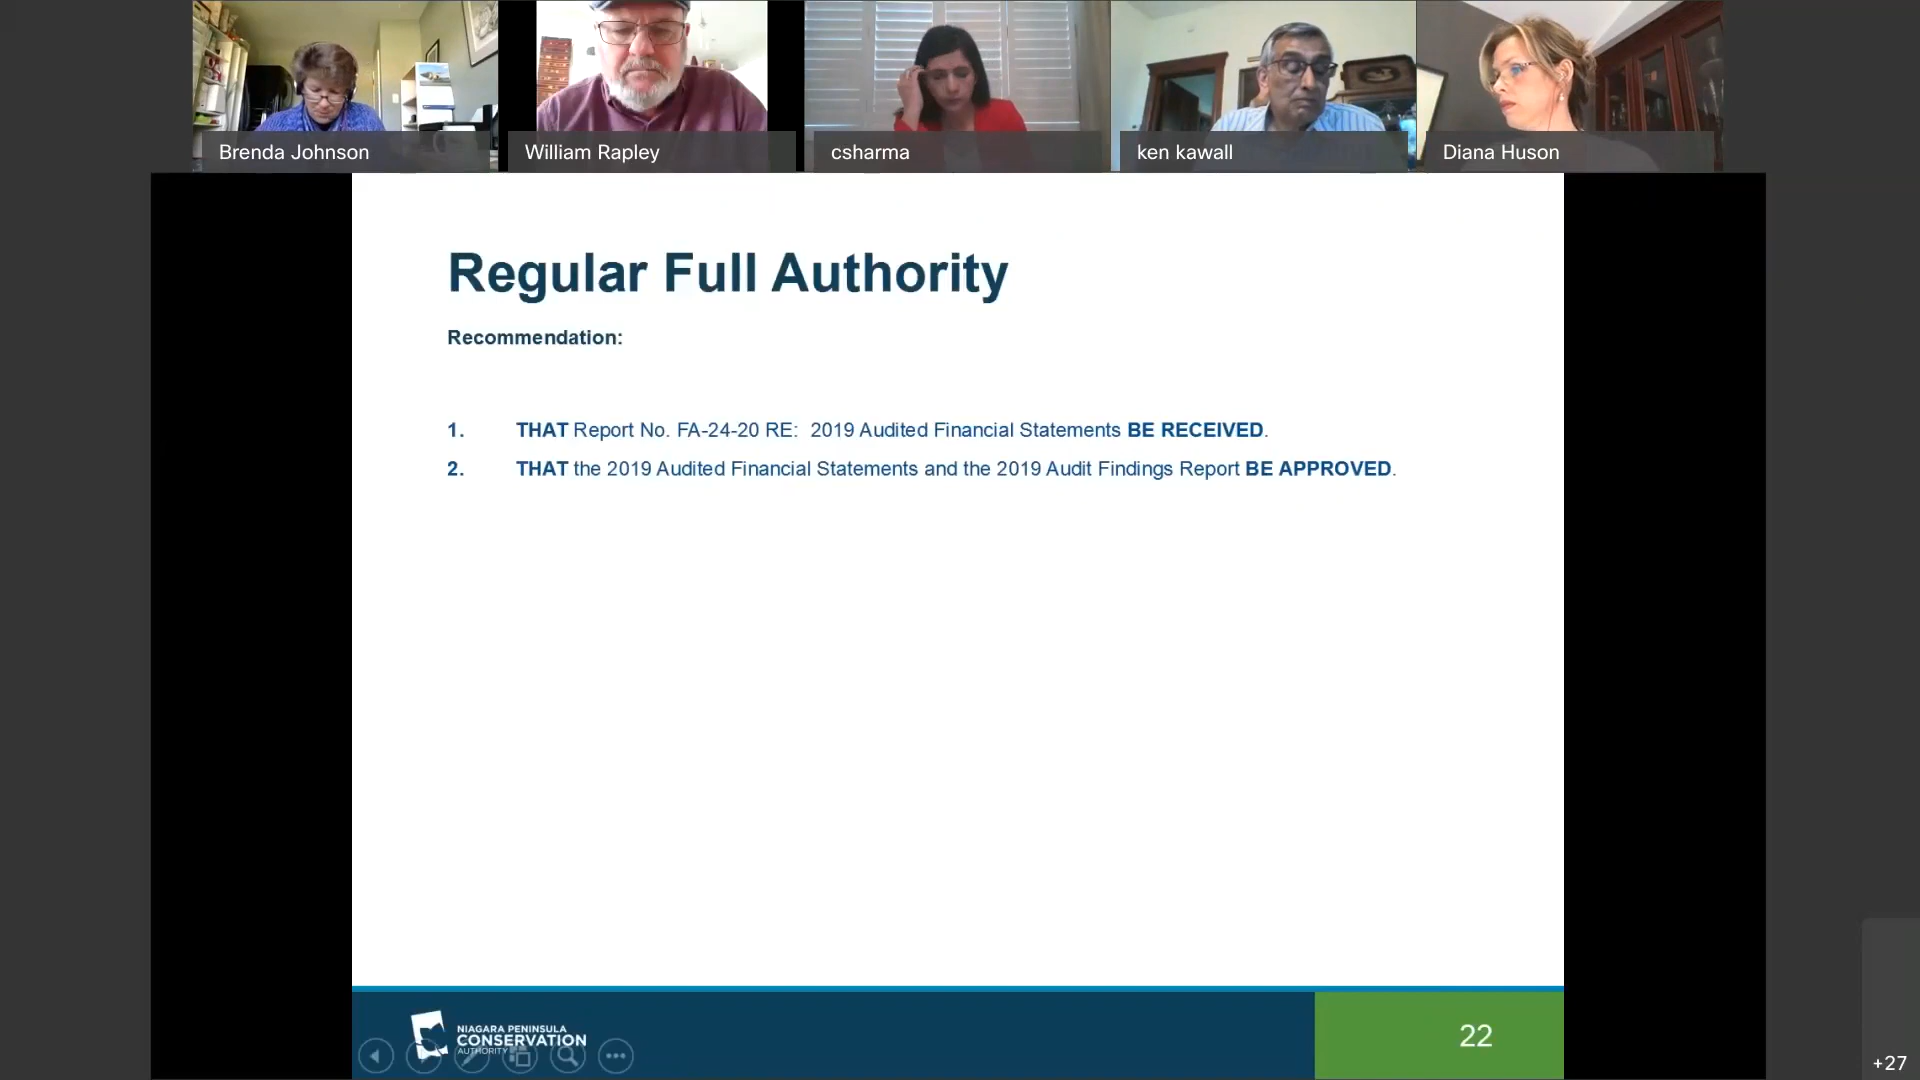 Brenda Johnson
William Rapley
csharma
ken kawall
Diana Huson
Regular Full Authority
Recommendation:
1. THAT Report No. FA-24-20 RE: 2019 Audited Financial Statements BE RECEIVED.
2. THAT the 2019 Audited Financial Statements and the 2019 Audit Findings Report BE APPROVED.
NIAGARA PENINSULA
CONSERVATION
AUTHORITY
22
+27